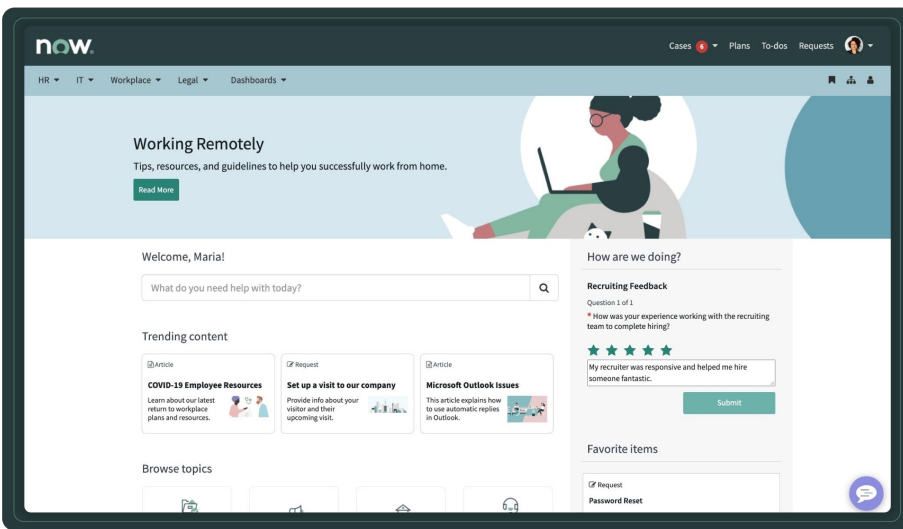 now.
Cases 6 Plans To-dos Requests
HR IT Workplace Legal Dashboards
Working Remotely
Tips, resources, and guidelines to help you successfully work from home.
Read More
Welcome, Maria!
What do you need help with today?
Trending content
Article
COVID-19 Employee Resources
Learn about our latest
return to workplace
plans and resources.
Request
Set up a visit to our company
Provide info about your
visitor and their
upcoming visit.
Article
Microsoft Outlook Issues
This article explains how
to use automatic replies
in Outlook.
Browse topics
How are we doing?
Recruiting Feedback
Question 1 of 1
* How was your experience working with the recruiting
team to complete hiring?
My recruiter was responsive and helped me hire
someone fantastic.
Submit
Favorite items
Request
Password Reset